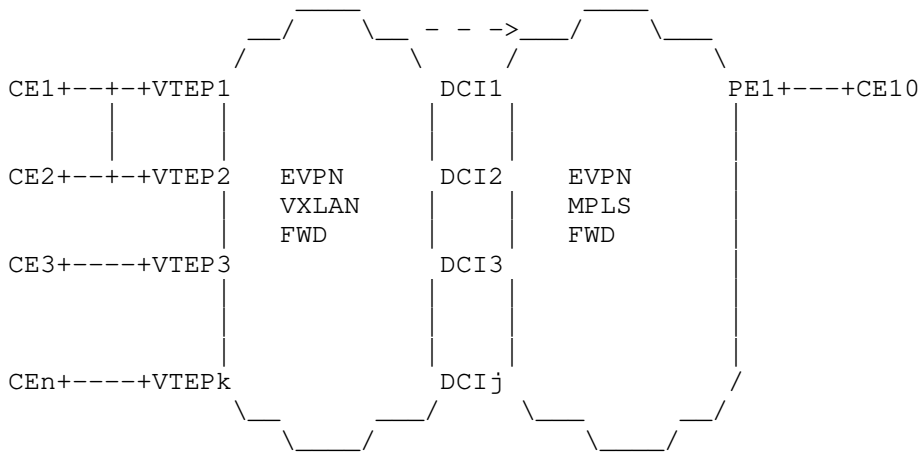 - - ->
CE1+--+-+VTEP1 DCI1 PE1+---+CE10
CE2+--+-+VTEP2 EVPN DCI2 EVPN
VXLAN MPLS
FWD FWD
CE3+----+VTEP3 DCI3
CEn+----+VTEPk DCIj